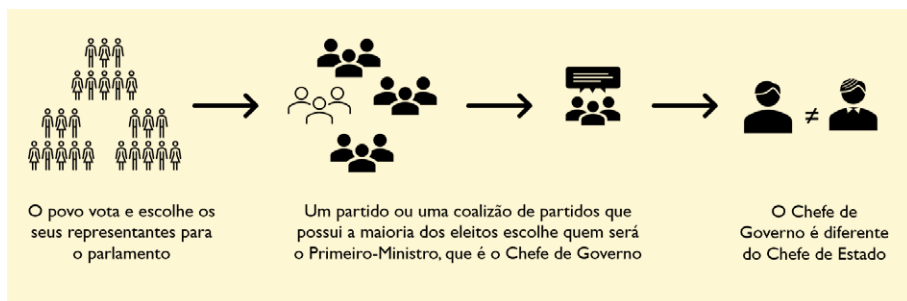 ≠
O povo vota e escolhe os
seus representantes para
o parlamento
Um partido ou uma coalizão de partidos que
possui a maioria dos eleitos escolhe quem será
o Primeiro-Ministro, que é o Chefe de Governo
O Chefe de
Governo é diferente
do Chefe de Estado